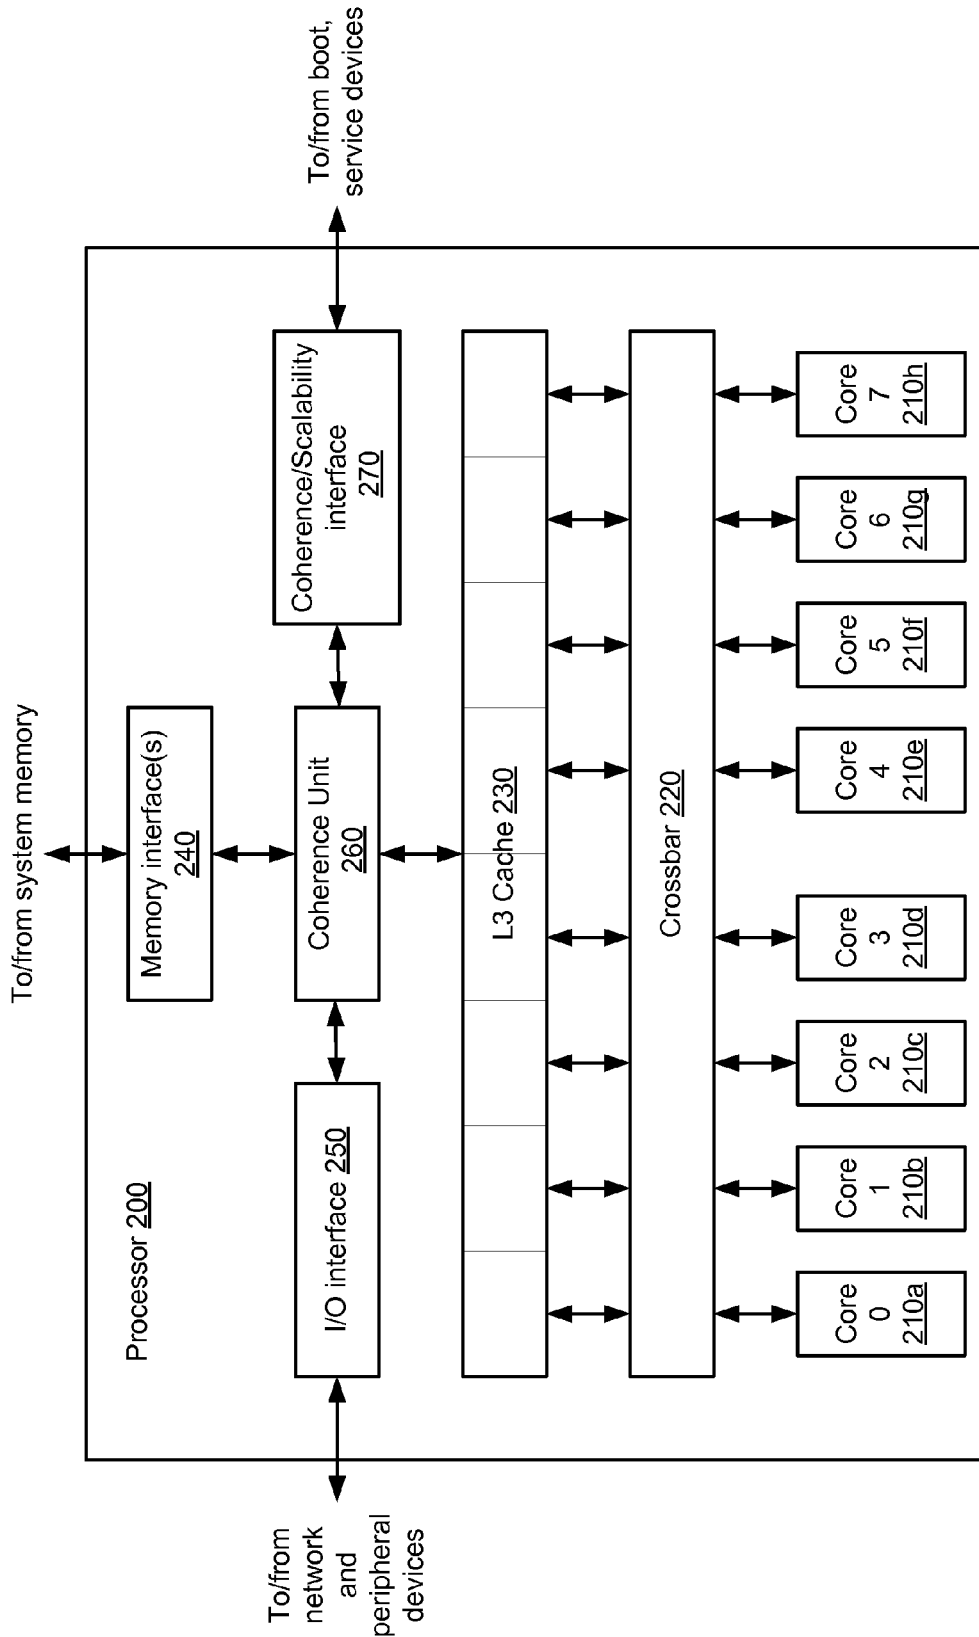 To/from system memory
Processor 200
Memory interface(s)
240
To/from
network
and
peripheral
devices
I/O interface 250
Coherence Unit
260
Coherence/Scalability
interface
270
To/from boot,
service devices
L3 Cache 230
Crossbar 220
Core
0
210a
Core
1
210b
Core
2
210c
Core
3
210d
Core
4
210e
Core
5
210f
Core
6
210g
Core
7
210h